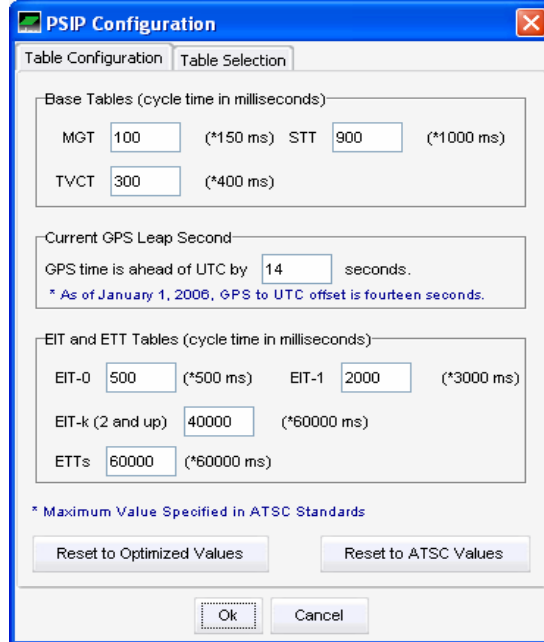 PSIP Configuration
Table Configuration Table Selection
Base Tables (cycle time in milliseconds)
MGT 100 (*150 ms) STT 900 (*1000 ms)
TVCT 300 (*400 ms)
Current GPS Leap Second
GPS time is ahead of UTC by 14 seconds.
* As of January 1, 2006, GPS to UTC offset is fourteen seconds.
EIT and ETT Tables (cycle time in milliseconds)
EIT-0 500 (*500 ms) EIT-1 2000 (*3000 ms)
EIT-k (2 and up) 40000 (*60000 ms)
ETTs 60000 (*60000 ms)
* Maximum Value Specified in ATSC Standards
Reset to Optimized Values Reset to ATSC Values
Ok Cancel